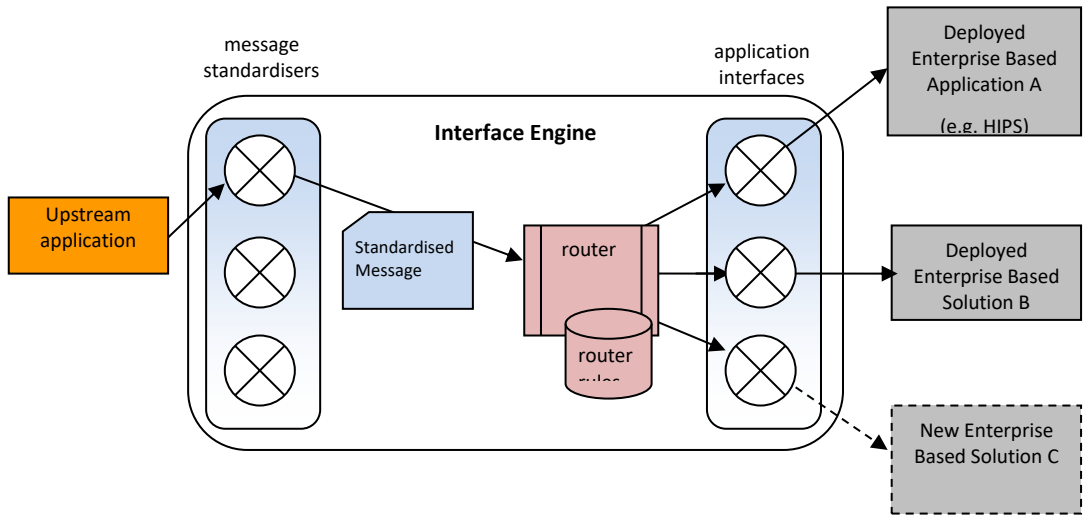 message
standardisers
application
interfaces
Deployed
Enterprise Based
Application A
(e.g. HIPS)
Interface Engine
Upstream
application
Standardised
Message
router
router
rules
Deployed
Enterprise Based
Solution B
New Enterprise
Based Solution C